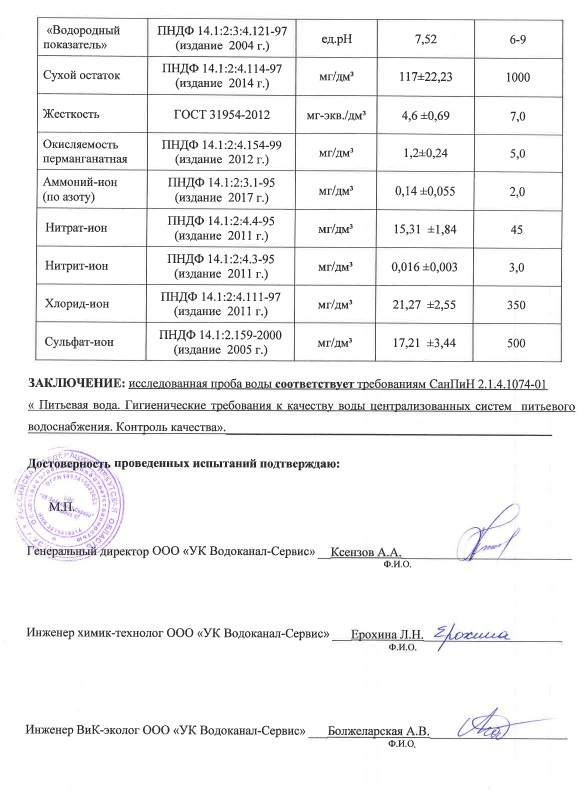 «Водородный показатель» ПНДФ 14.1:2:3:4.121-97 (издание 2004 г.) ед.рН 7,52 6-9
Сухой остаток ПНДФ 14.1:2:4.114-97 (издание 2014 г.) мг/дм³ 117±22,23 1000
Жесткость ГОСТ 31954-2012 мг-экв./дм³ 4,6 ±0,69 7,0
Окисляемость перманганатная ПНДФ 14.1:2:4.154-99 (издание 2012 г.) мг/дм³ 1,2±0,24 5,0
Аммоний-ион (по азоту) ПНДФ 14.1:2:3.1-95 (издание 2017 г.) мг/дм³ 0,14 ±0,055 2,0
Нитрат-ион ПНДФ 14.1:2:4.4-95 (издание 2011 г.) мг/дм³ 15,31 ±1,84 45
Нитрит-ион ПНДФ 14.1:2:4.3-95 (издание 2011 г.) мг/дм³ 0,016 ±0,003 3,0
Хлорид-ион ПНДФ 14.1:2:4.111-97 (издание 2011 г.) мг/дм³ 21,27 ±2,55 350
Сульфат-ион ПНДФ 14.1:2.159-2000 (издание 2005 г.) мг/дм³ 17,21 ±3,44 500
ЗАКЛЮЧЕНИЕ: исследованная проба воды соответствует требованиям СанПиН 2.1.4.1074-01
« Питьевая вода. Гигиенические требования к качеству воды централизованных систем питьевого
водоснабжения. Контроль качества».
Достоверность проведенных испытаний подтверждаю:
М.П.
Генеральный директор ООО «УК Водоканал-Сервис» Ксензов А.А.
Ф.И.О.
Инженер химик-технолог ООО «УК Водоканал-Сервис» Ерохина Л.Н. Ерохина
Ф.И.О.
Инженер ВиК-эколог ООО «УК Водоканал-Сервис» Болжеларская А.В.
Ф.И.О.